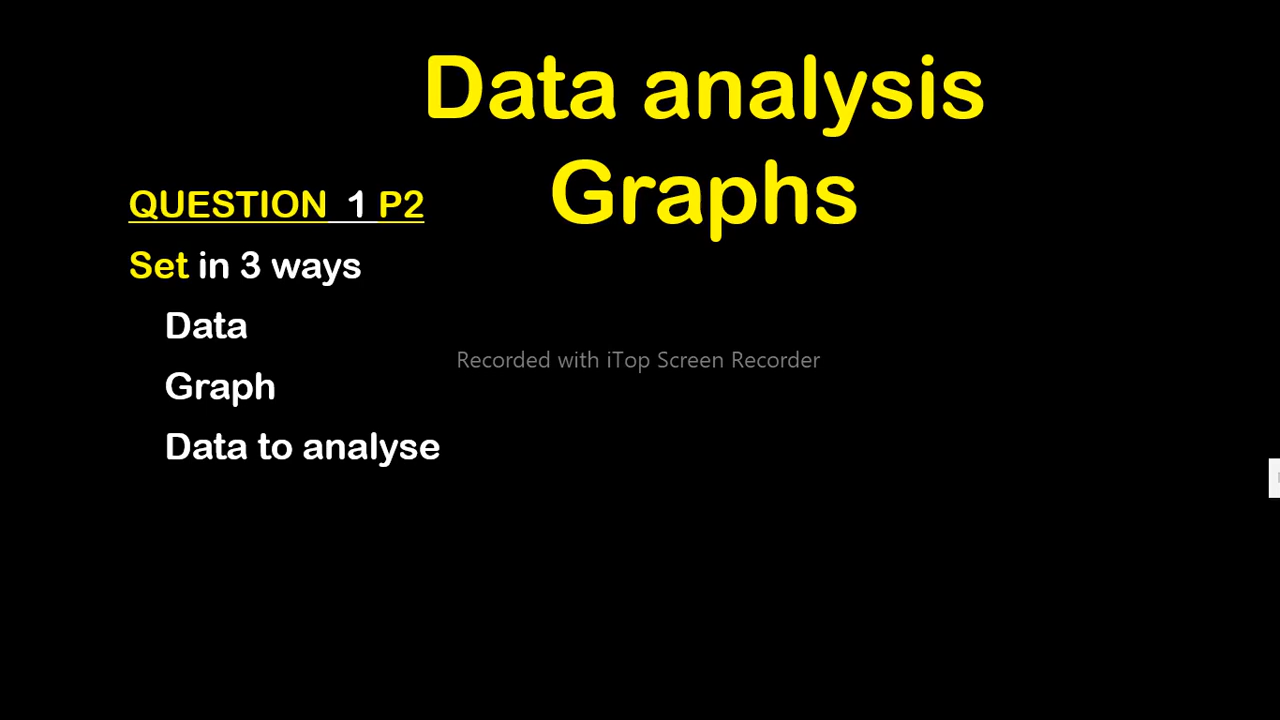 Data analysis
Graphs
QUESTION 1 P2
Set in 3 ways
Data
Graph
Recorded with iTop Screen Recorder
Data to analyse